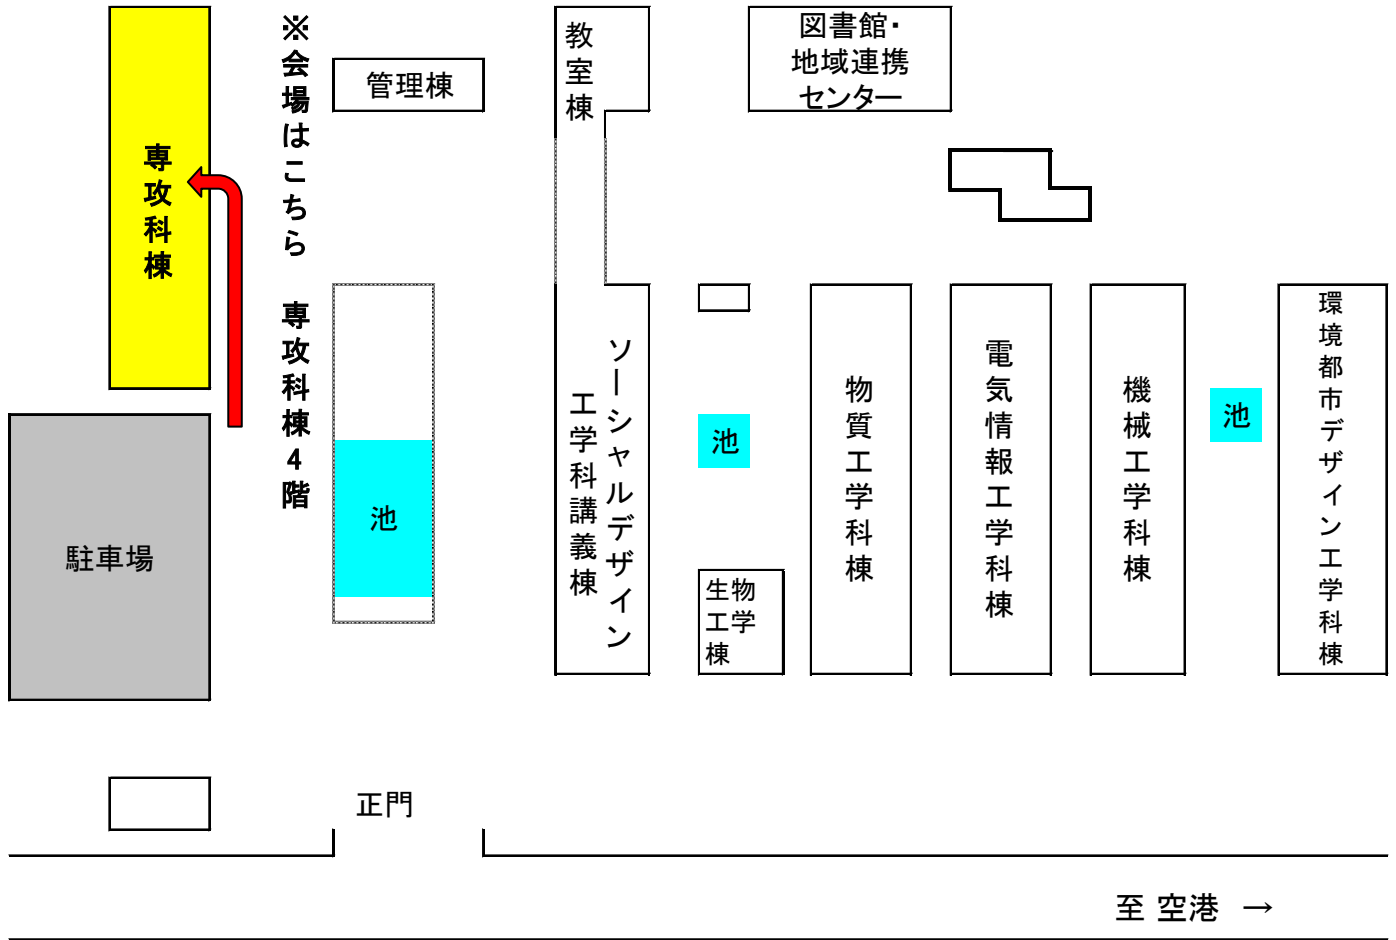 専攻科棟
※会場はこちら　専攻科棟4階
管理棟
教室棟
図書館・
地域連携
センター
駐車場
池
ソーシャルデザイン
工学科講義棟
池
生物
工学
棟
物質工学科棟
電気情報工学科棟
機械工学科棟
池
環境都市デザイン工学科棟
正門
至 空港 →